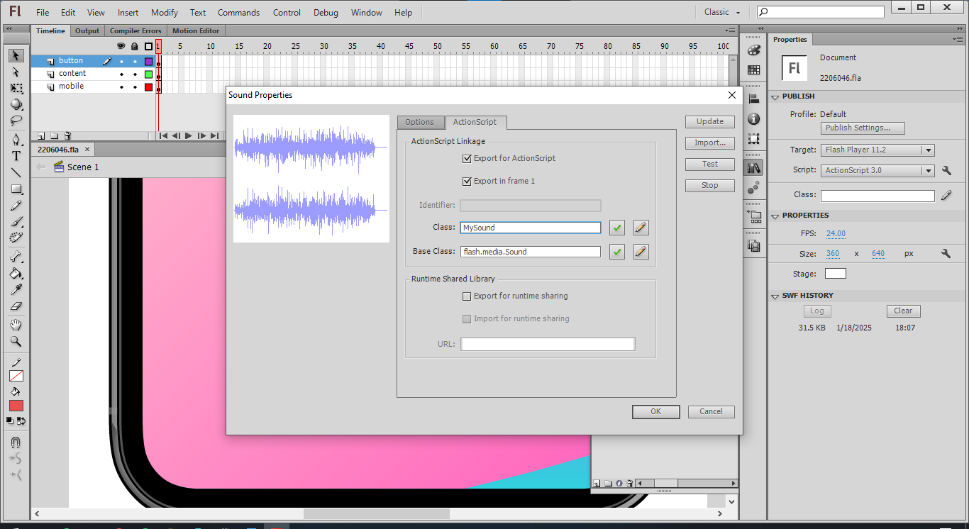 Fl File Edit View Insert Modify Text Commands Control Debug Window Help Classic
Timeline Output Compiler Errors Motion Editor
1 5 10 15 20 25 30 35 40 45 50 55 60 65 70 75 80 85 90 95 100
button
content
mobile
2206046.fla
Scene 1
Sound Properties
Options ActionScript
ActionScript Linkage
Export for ActionScript
Export in frame 1
Identifier:
Class: MySound
Base Class: flash.media.Sound
Runtime Shared Library
Export for runtime sharing
Import for runtime sharing
URL:
Update
Import...
Test
Stop
OK Cancel
Properties
Fl
Document
2206046.fla
PUBLISH
Profile: Default
Publish Settings...
Target: Flash Player 11.2
Script: ActionScript 3.0
Class:
PROPERTIES
FPS: 24.00
Size: 360 x 640 px
Stage:
SWF HISTORY
Log Clear
31.5 KB 1/18/2025 18:07